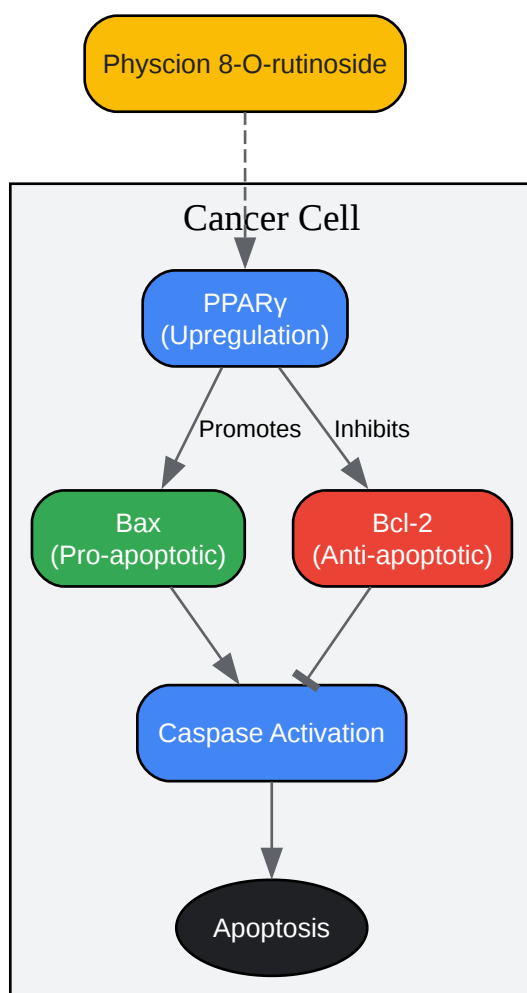 Physcion 8-O-rutinoside
Cancer Cell
PPARγ
(Upregulation)
Promotes
Inhibits
Bax
(Pro-apoptotic)
Bcl-2
(Anti-apoptotic)
Caspase Activation
Apoptosis